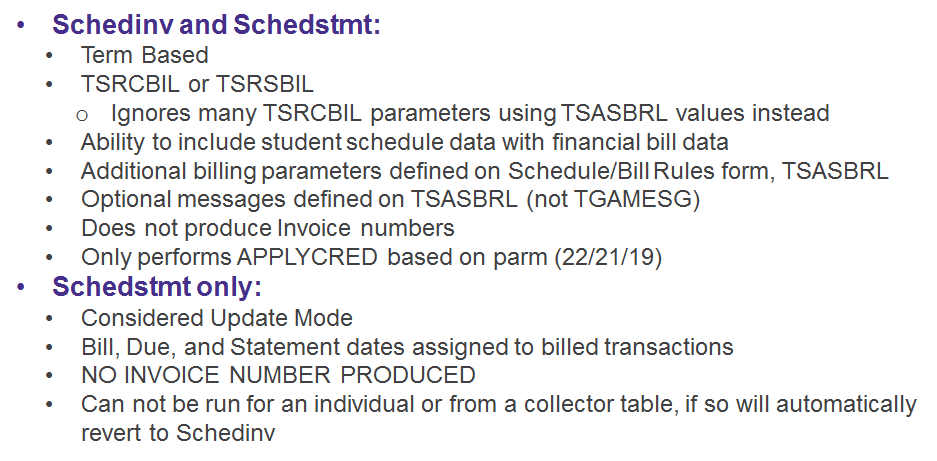 • Schedinv and Schedstmt:
• Term Based
• TSRCBIL or TSRSBIL
o Ignores many TSRCBIL parameters using TSASBRL values instead
• Ability to include student schedule data with financial bill data
• Additional billing parameters defined on Schedule/Bill Rules form, TSASBRL
• Optional messages defined on TSASBRL (not TGAMESG)
• Does not produce Invoice numbers
• Only performs APPLYCRED based on parm (22/21/19)
• Schedstmt only:
• Considered Update Mode
• Bill, Due, and Statement dates assigned to billed transactions
• NO INVOICE NUMBER PRODUCED
• Can not be run for an individual or from a collector table, if so will automatically
revert to Schedinv